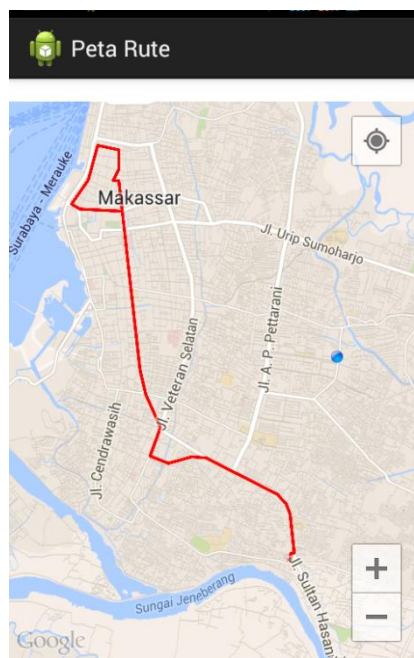 Peta Rute
Surabaya - Merauke
Makassar
Jl. Urip Sumoharjo
Jl. A. P. Pettarani
Jl. Veteran Selatan
Jl. Cendrawasih
Jl. Sultan
Sungai Jeneberang
+
−
Google